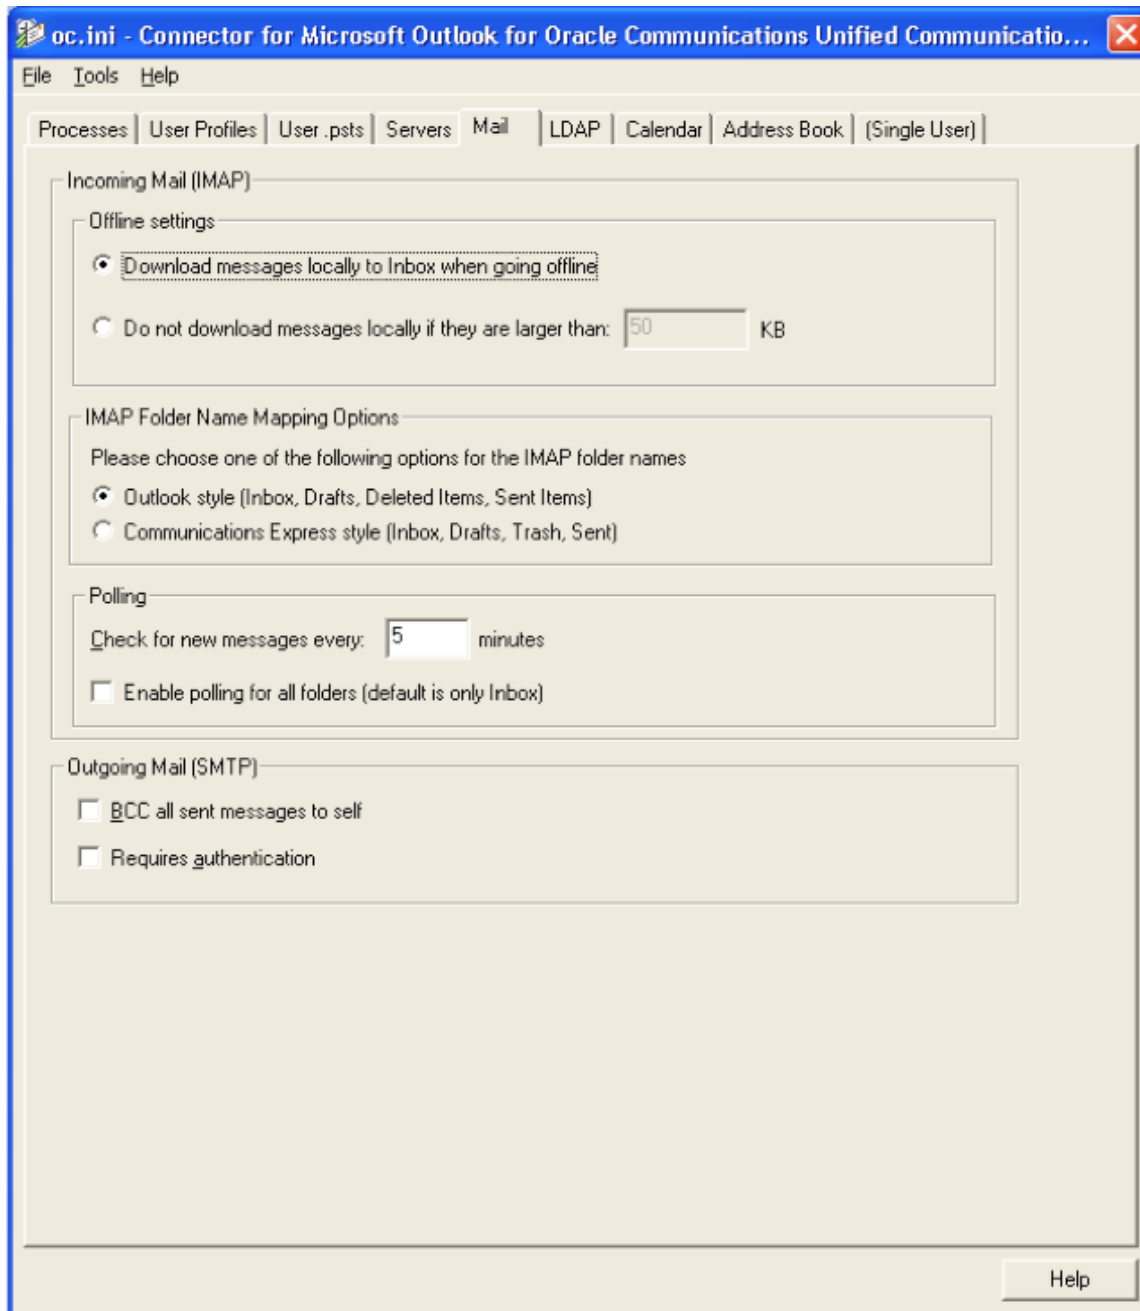 oc.ini - Connector for Microsoft Outlook for Oracle Communications Unified Communicatio...
File Tools Help
Processes User Profiles User .psts Servers Mail LDAP Calendar Address Book (Single User)
Incoming Mail (IMAP)
Offline settings
Download messages locally to Inbox when going offline
Do not download messages locally if they are larger than: 50 KB
IMAP Folder Name Mapping Options
Please choose one of the following options for the IMAP folder names
Outlook style (Inbox, Drafts, Deleted Items, Sent Items)
Communications Express style (Inbox, Drafts, Trash, Sent)
Polling
Check for new messages every: 5 minutes
Enable polling for all folders (default is only Inbox)
Outgoing Mail (SMTP)
BCC all sent messages to self
Requires authentication
Help